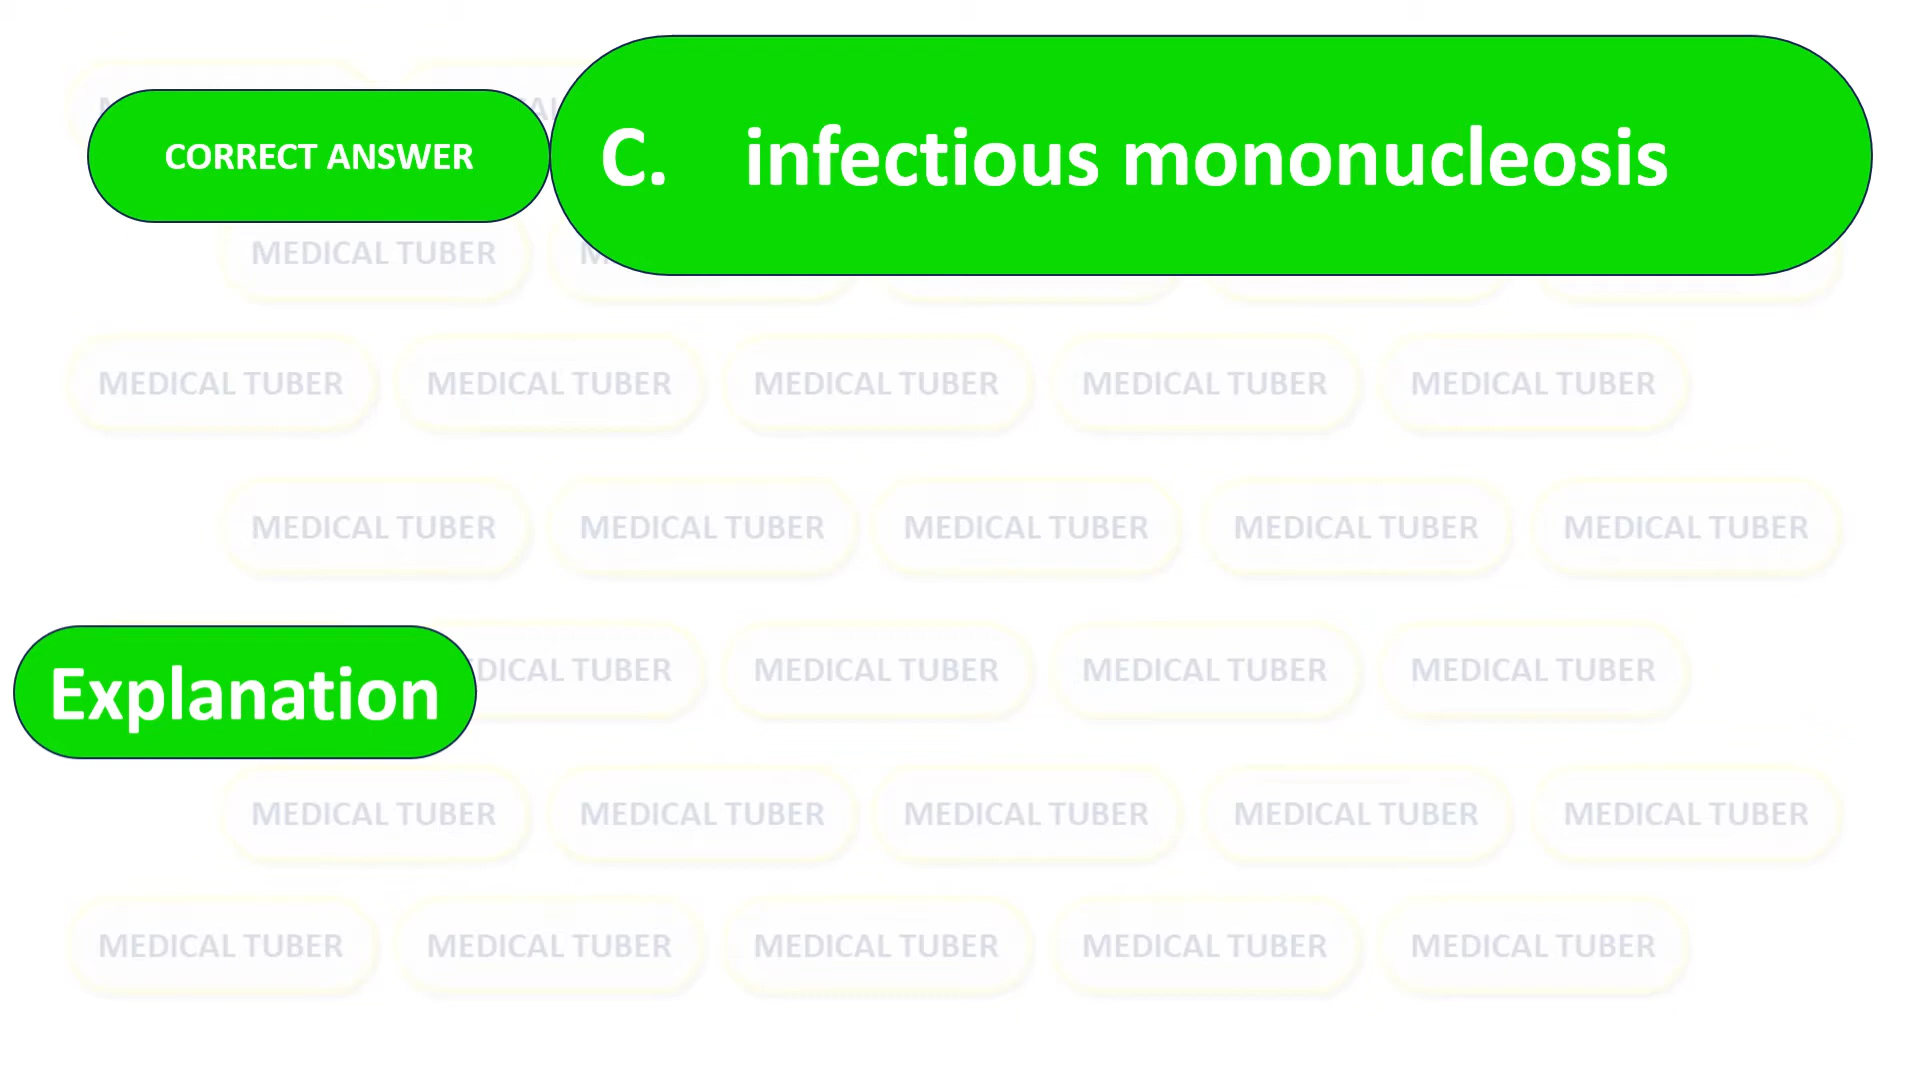 CORRECT ANSWER
C. infectious mononucleosis
MEDICAL TUBER
MEDICAL TUBER MEDICAL TUBER MEDICAL TUBER MEDICAL TUBER MEDICAL TUBER
MEDICAL TUBER MEDICAL TUBER MEDICAL TUBER MEDICAL TUBER MEDICAL TUBER
Explanation
DICAL TUBER MEDICAL TUBER MEDICAL TUBER MEDICAL TUBER
MEDICAL TUBER MEDICAL TUBER MEDICAL TUBER MEDICAL TUBER MEDICAL TUBER
MEDICAL TUBER MEDICAL TUBER MEDICAL TUBER MEDICAL TUBER MEDICAL TUBER